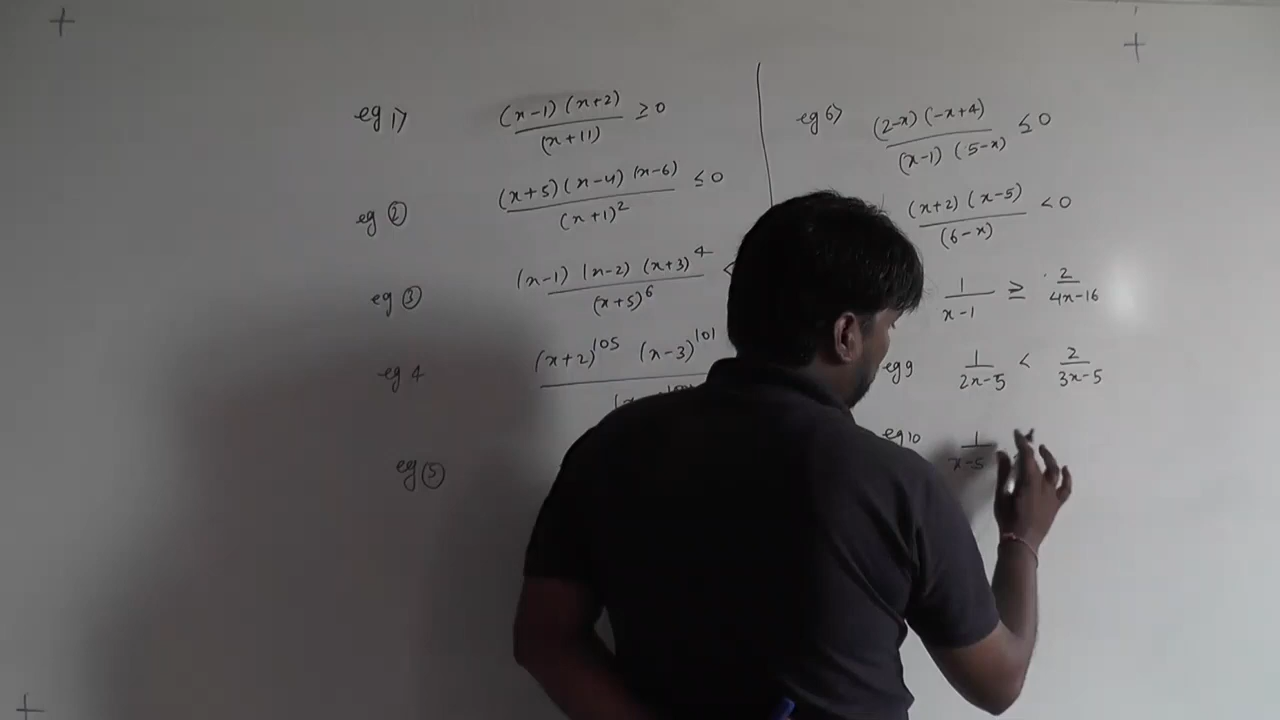 eg 1) (x-1) (x+2) / (x+11) ≥ 0
eg ② (x+5) (x-4) (x-6) / (x+1)² ≤ 0
eg ③ (x-1) (x-2) (x+3)⁴ / (x+5)⁶ <
eg 4 (x+2)¹⁰⁵ (x-3)¹⁰¹
eg ⑤
eg 6) (2-x) (-x+4) / (x-1) (5-x) ≤ 0
(x+2) (x-5) / (6-x) < 0
1 / x-1 ≥ 2 / 4x-16
eg 9 1 / 2x-5 < 2 / 3x-5
eg 10 1 / x-5